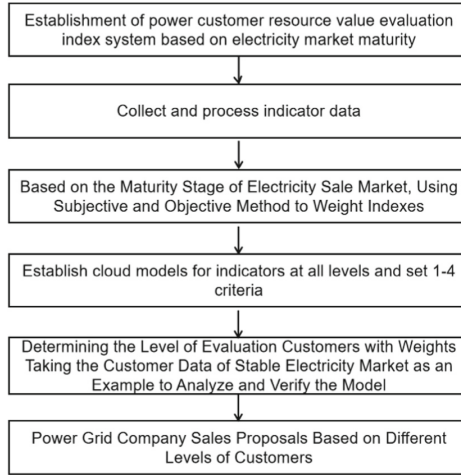 Establishment of power customer resource value evaluation
index system based on electricity market maturity
Collect and process indicator data
Based on the Maturity Stage of Electricity Sale Market, Using
Subjective and Objective Method to Weight Indexes
Establish cloud models for indicators at all levels and set 1-4
criteria
Determining the Level of Evaluation Customers with Weights
Taking the Customer Data of Stable Electricity Market as an
Example to Analyze and Verify the Model
Power Grid Company Sales Proposals Based on Different
Levels of Customers